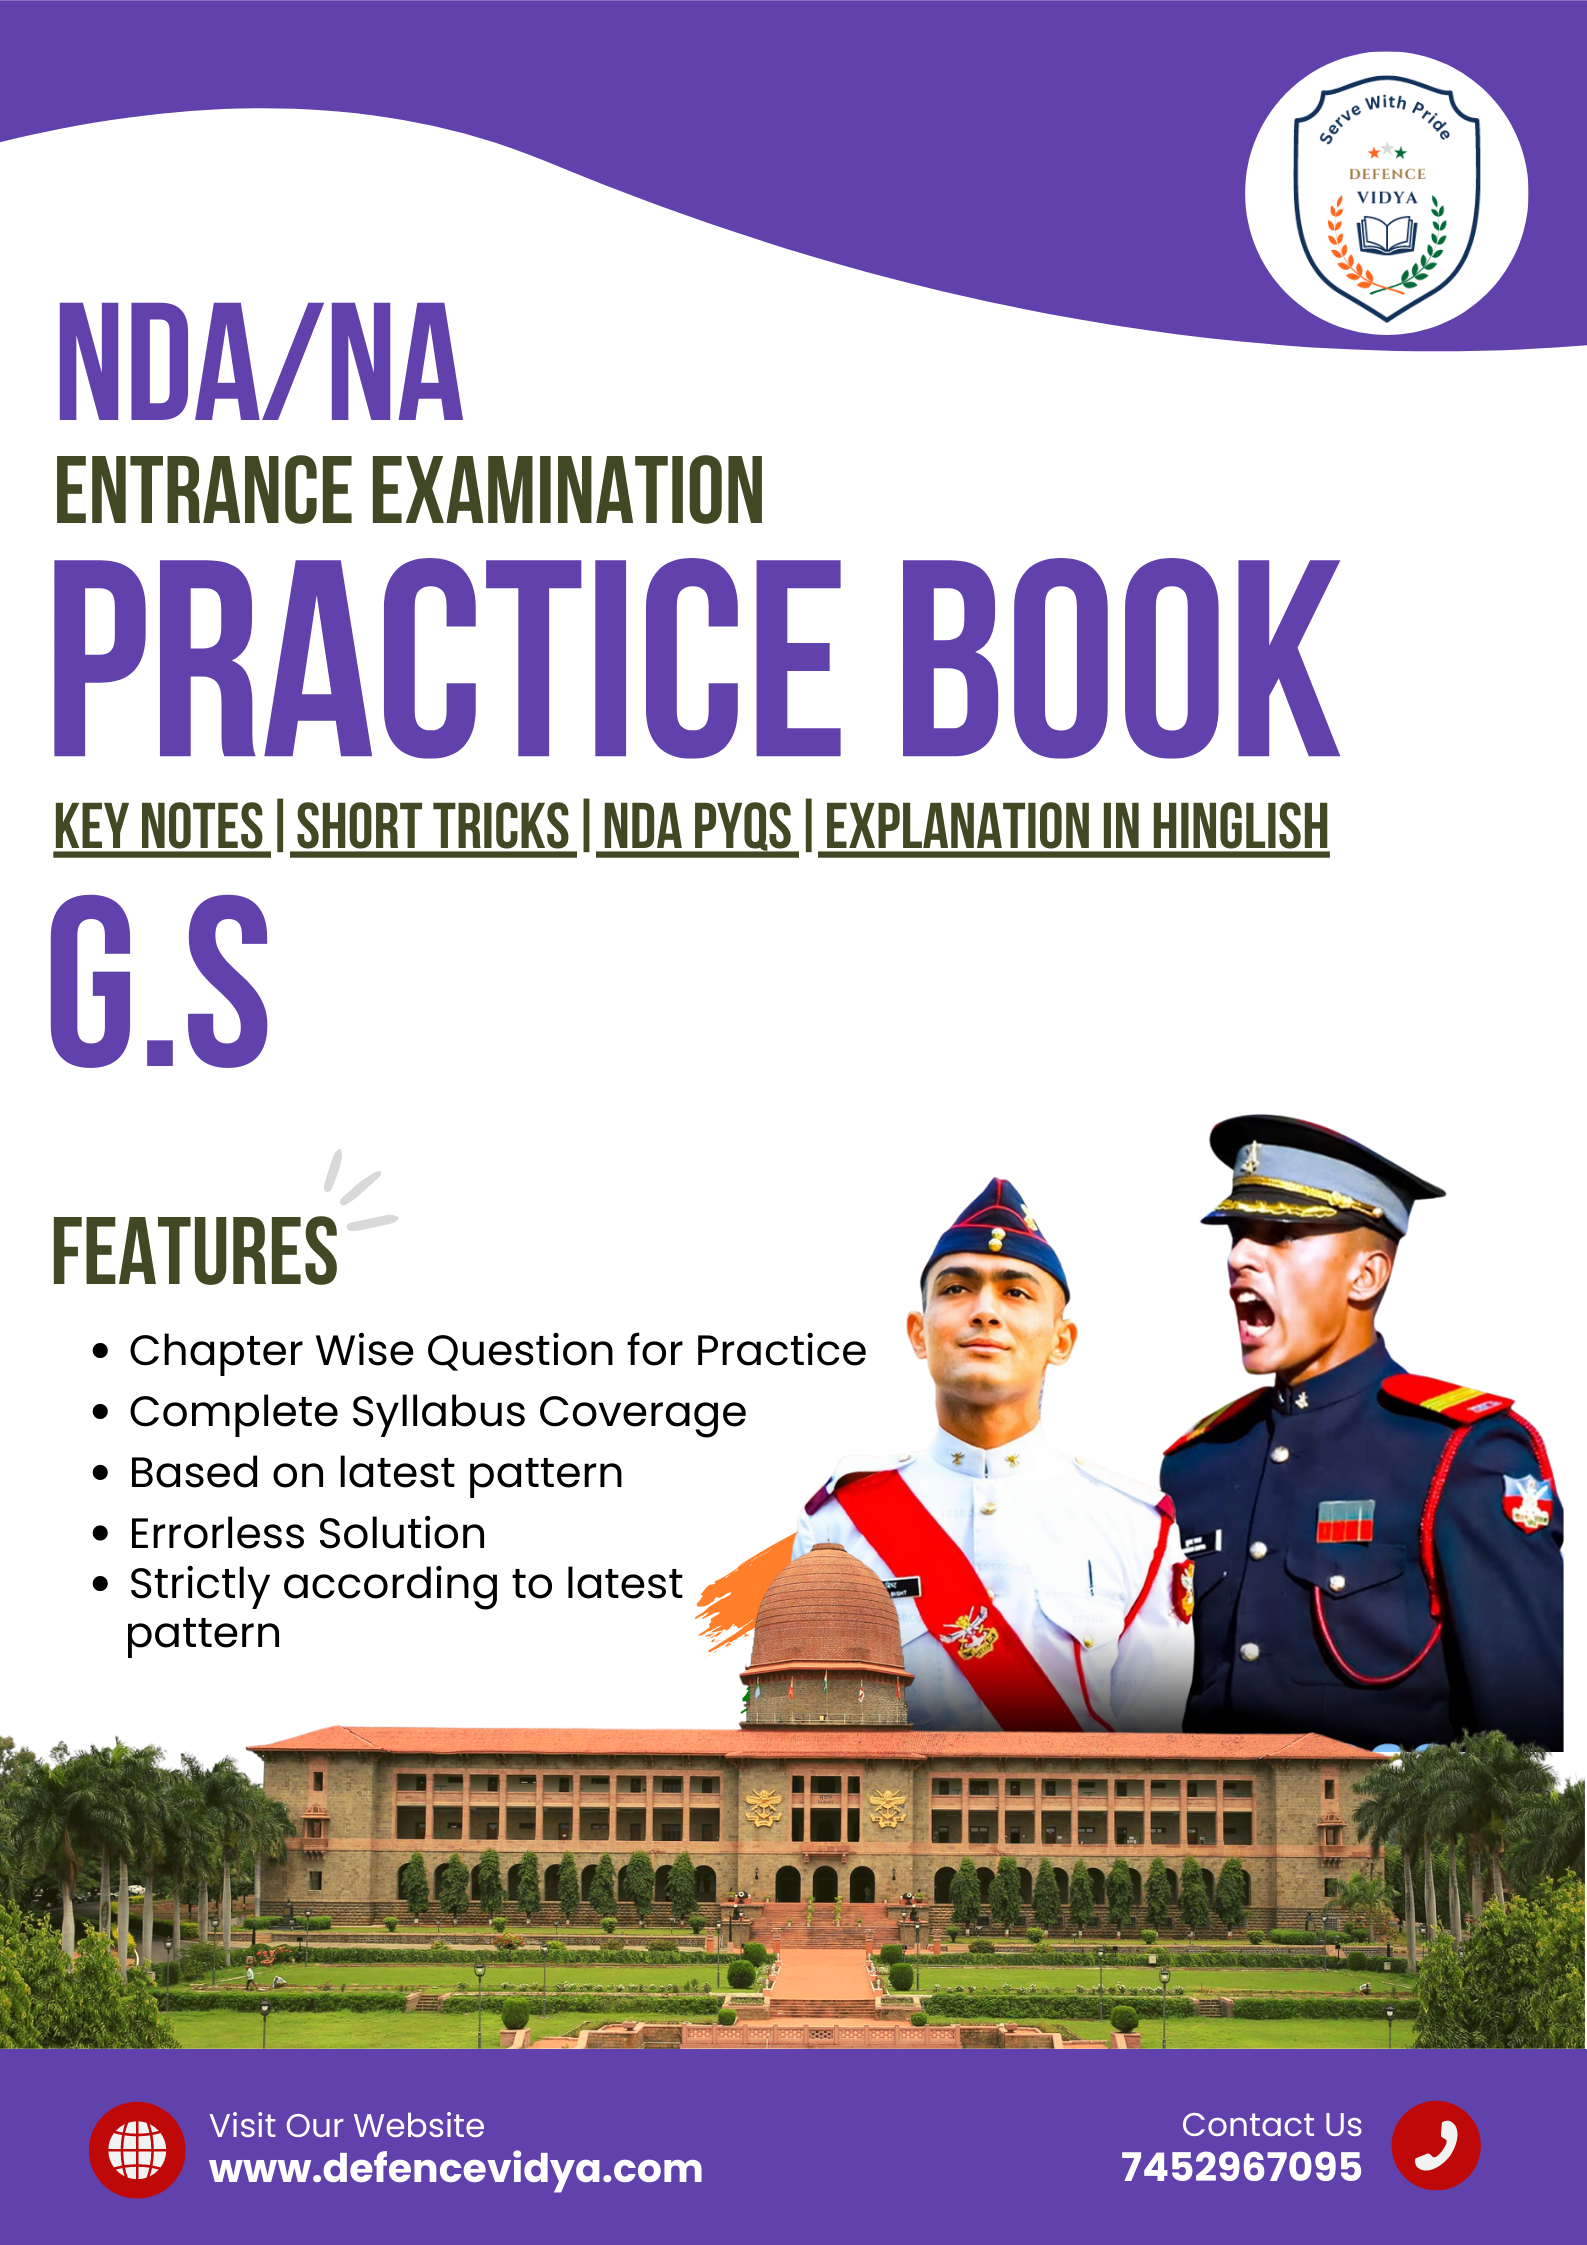 Serve With Pride
DEFENCE
VIDYA
NDA/NA
ENTRANCE EXAMINATION
PRACTICE BOOK
KEY NOTES | SHORT TRICKS | NDA PYQS | EXPLANATION IN HINGLISH
G.S
FEATURES
• Chapter Wise Question for Practice
• Complete Syllabus Coverage
• Based on latest pattern
• Errorless Solution
• Strictly according to latest
pattern
Visit Our Website
www.defencevidya.com
Contact Us
7452967095